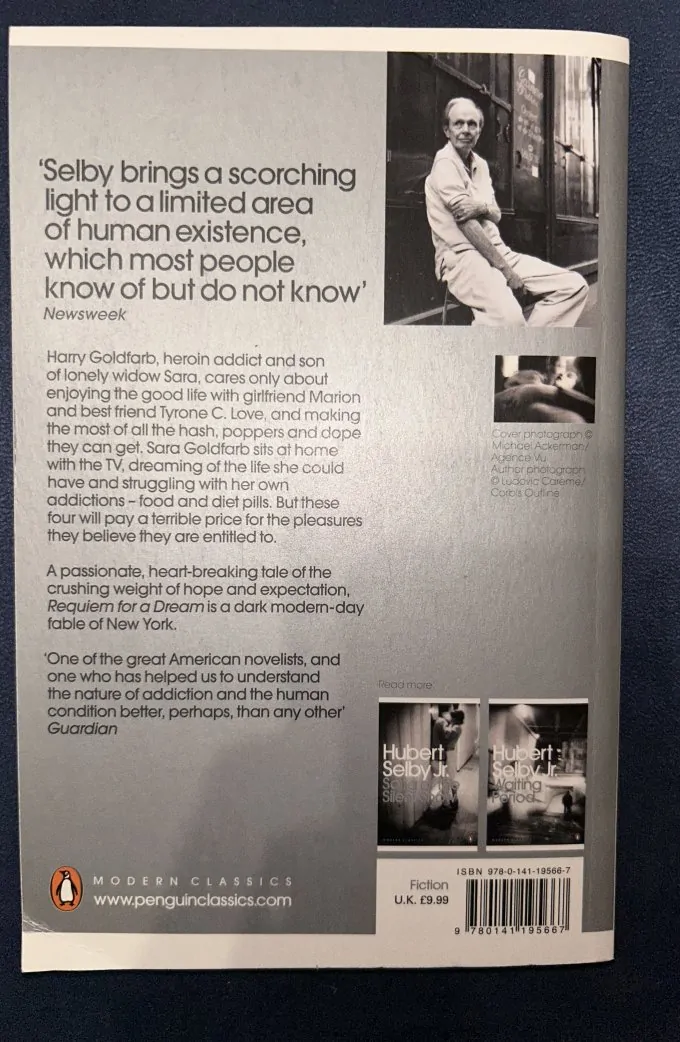 ‘Selby brings a scorching
light to a limited area
of human existence,
which most people
know of but do not know’
Newsweek
Harry Goldfarb, heroin addict and son
of lonely widow Sara, cares only about
enjoying the good life with girlfriend Marion
and best friend Tyrone C. Love, and making
the most of all the hash, poppers and dope
they can get. Sara Goldfarb sits at home
with the TV, dreaming of the life she could
have and struggling with her own
addictions – food and diet pills. But these
four will pay a terrible price for the pleasures
they believe they are entitled to.
A passionate, heart-breaking tale of the
crushing weight of hope and expectation,
Requiem for a Dream is a dark modern-day
fable of New York.
‘One of the great American novelists, and
one who has helped us to understand
the nature of addiction and the human
condition better, perhaps, than any other’
Guardian
Cover photograph ©
Michael Ackerman/
Agence Vu
Author photograph
© Ludovic Careme/
Corbis Outline
Read more
Hubert
Selby Jr.
Hubert
Selby Jr.
Waiting
Period
MODERN CLASSICS
www.penguinclassics.com
Fiction
U.K. £9.99
ISBN 978-0-141-19566-7
9 780141 195667